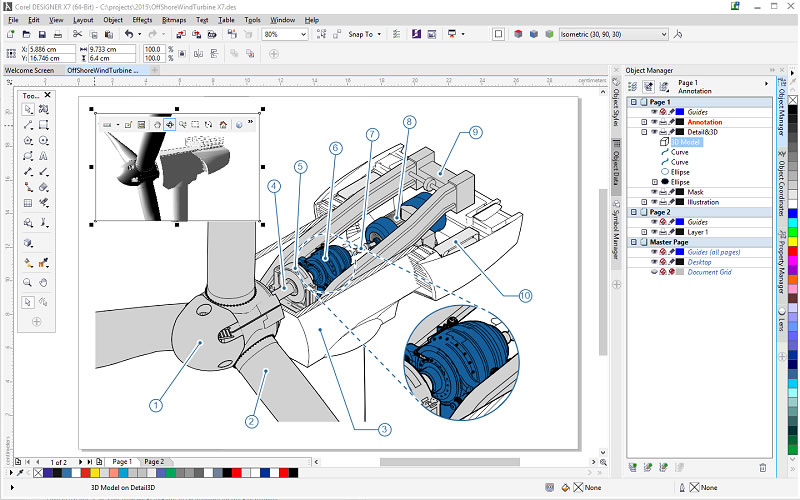 Corel DESIGNER X7 (64-Bit) - C:\projects\2019\OffShoreWindTurbine X7.des
File Edit View Layout Object Effects Bitmaps Text Table Tools Window Help
80% Snap To Isometric (30, 90, 30)
X: 5.886 cm 9.733 cm 100.0 %
Y: 16.746 cm 6.4 cm 100.0 %
Welcome Screen OffShoreWindTurbine ...
centimeters
Too...
1
2
3
4
5
6
7
8
9
10
Object Styles
Object Data
Symbol Manager
Object Manager
Page 1
Annotation
Page 1
Guides
Annotation
Detail&3D
3D Model
Curve
Curve
Ellipse
Ellipse
Mask
Illustration
Page 2
Guides
Layer 1
Master Page
Guides (all pages)
Desktop
Document Grid
Object Manager
Object Coordinates
Property Manager
Lens
1 of 2 Page 1 Page 2
3D Model on Detail3D None None